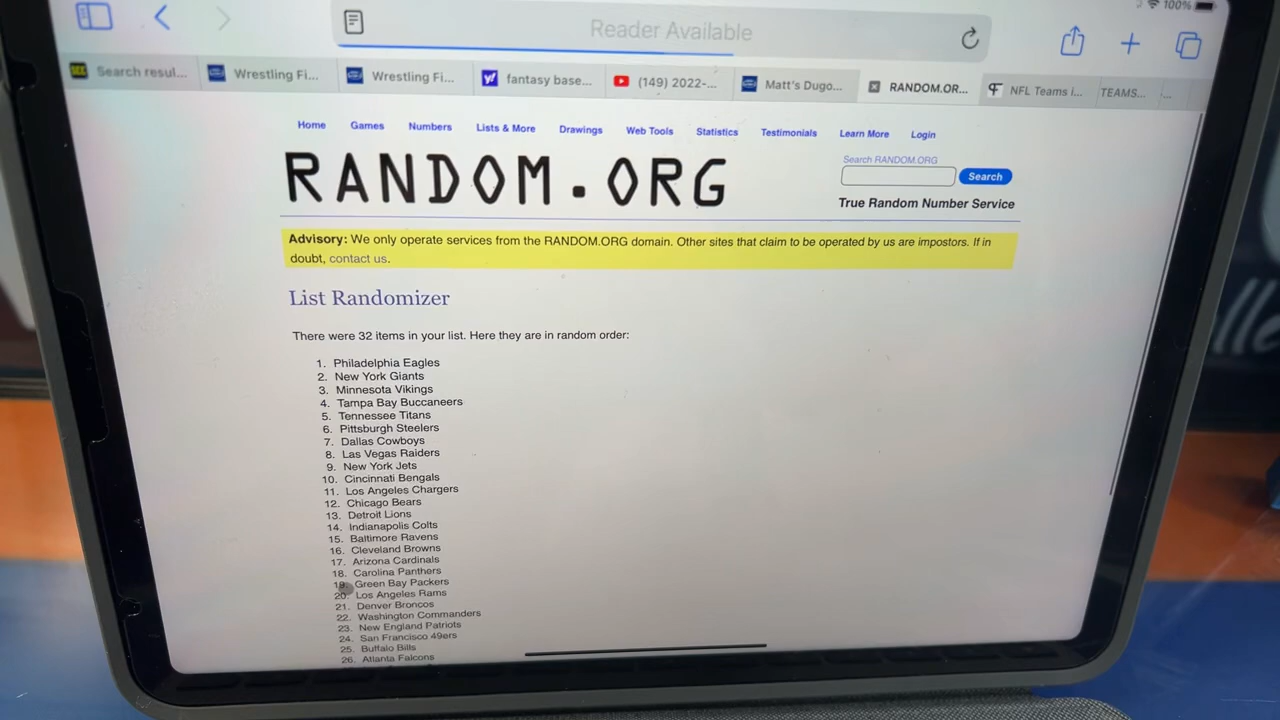 100%
Reader Available
Search resul...
Wrestling Fi...
Wrestling Fi...
fantasy base...
(149) 2022-...
Matt's Dugo...
RANDOM.OR...
NFL Teams i...
TEAMS...
Home Games Numbers Lists & More Drawings Web Tools Statistics Testimonials Learn More Login
RANDOM.ORG
Search RANDOM.ORG
Search
True Random Number Service
Advisory: We only operate services from the RANDOM.ORG domain. Other sites that claim to be operated by us are impostors. If in
doubt, contact us.
List Randomizer
There were 32 items in your list. Here they are in random order:
1. Philadelphia Eagles
2. New York Giants
3. Minnesota Vikings
4. Tampa Bay Buccaneers
5. Tennessee Titans
6. Pittsburgh Steelers
7. Dallas Cowboys
8. Las Vegas Raiders
9. New York Jets
10. Cincinnati Bengals
11. Los Angeles Chargers
12. Chicago Bears
13. Detroit Lions
14. Indianapolis Colts
15. Baltimore Ravens
16. Cleveland Browns
17. Arizona Cardinals
18. Carolina Panthers
19. Green Bay Packers
20. Los Angeles Rams
21. Denver Broncos
22. Washington Commanders
23. New England Patriots
24. San Francisco 49ers
25. Buffalo Bills
26. Atlanta Falcons